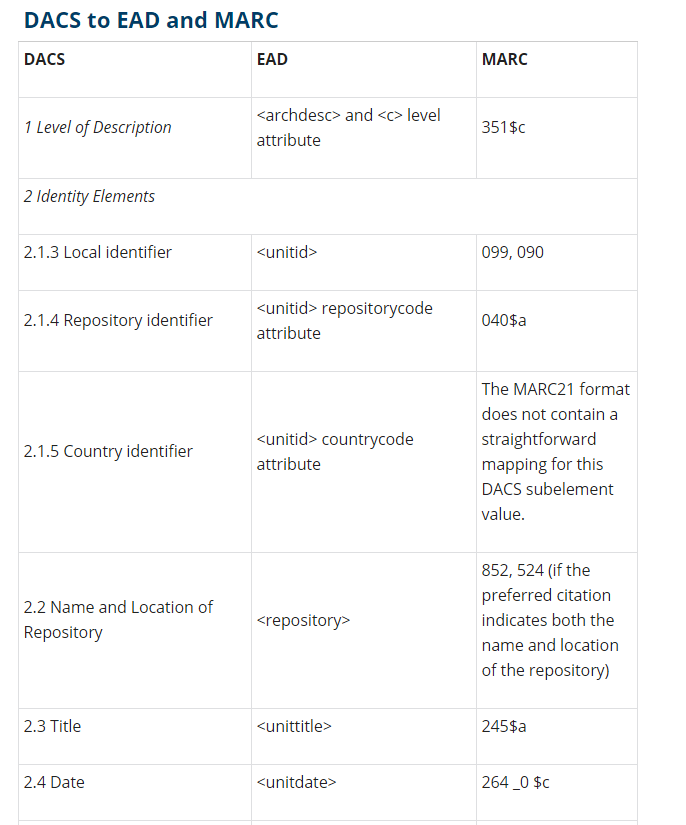 DACS to EAD and MARC
DACS EAD MARC
1 Level of Description
<archdesc> and <c> level
attribute
351$c
2 Identity Elements
2.1.3 Local identifier
<unitid>
099, 090
2.1.4 Repository identifier
<unitid> repositorycode
attribute
040$a
2.1.5 Country identifier
<unitid> countrycode
attribute
The MARC21 format
does not contain a
straightforward
mapping for this
DACS subelement
value.
2.2 Name and Location of
Repository
<repository>
852, 524 (if the
preferred citation
indicates both the
name and location
of the repository)
2.3 Title
<unittitle>
245$a
2.4 Date
<unitdate>
264 _0 $c